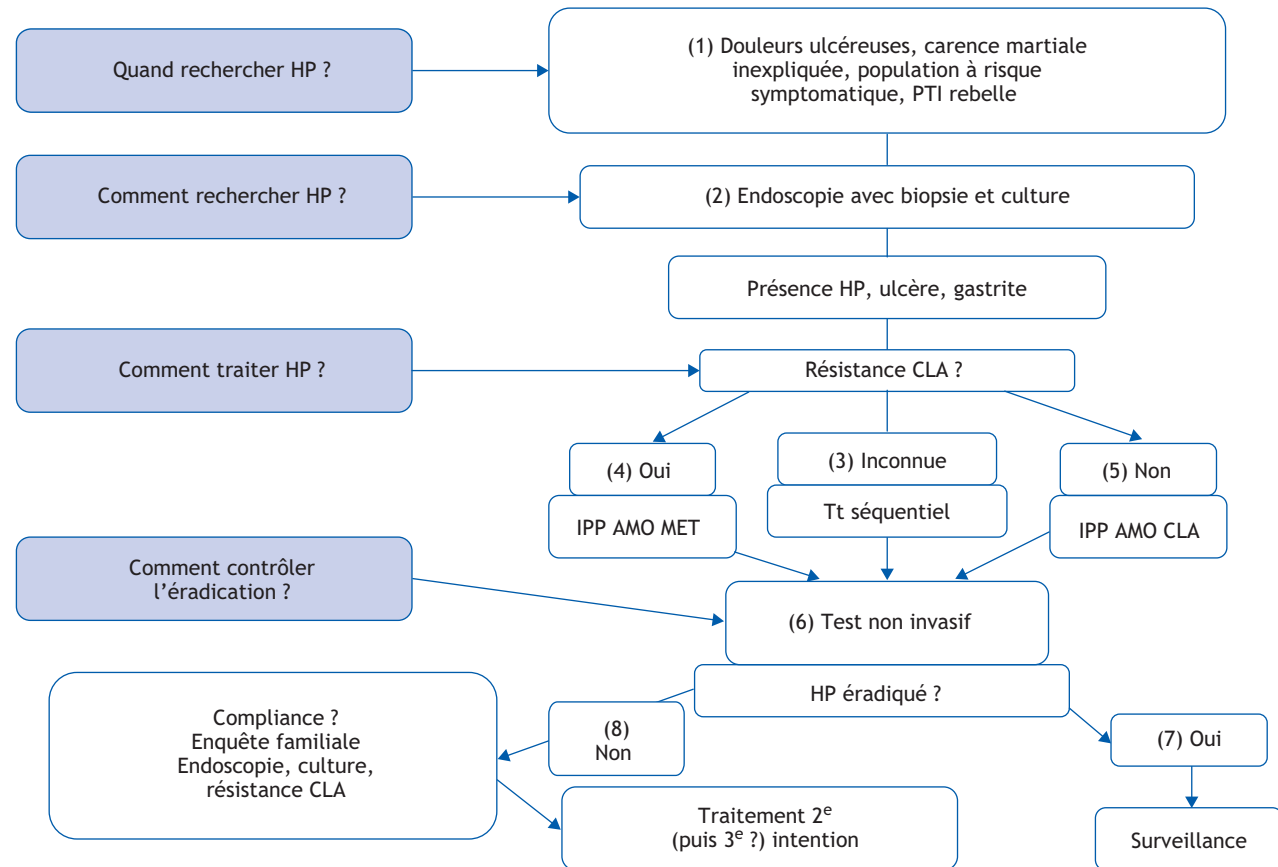 Quand rechercher HP ?
(1) Douleurs ulcéreuses, carence martiale
inexpliquée, population à risque
symptomatique, PTI rebelle
Comment rechercher HP ?
(2) Endoscopie avec biopsie et culture
Présence HP, ulcère, gastrite
Comment traiter HP ?
Résistance CLA ?
(4) Oui
(3) Inconnue
(5) Non
IPP AMO MET
Tt séquentiel
IPP AMO CLA
Comment contrôler
l’éradication ?
(6) Test non invasif
HP éradiqué ?
Compliance ?
Enquête familiale
Endoscopie, culture,
résistance CLA
(8)
Non
(7) Oui
Traitement 2e
(puis 3e ?) intention
Surveillance